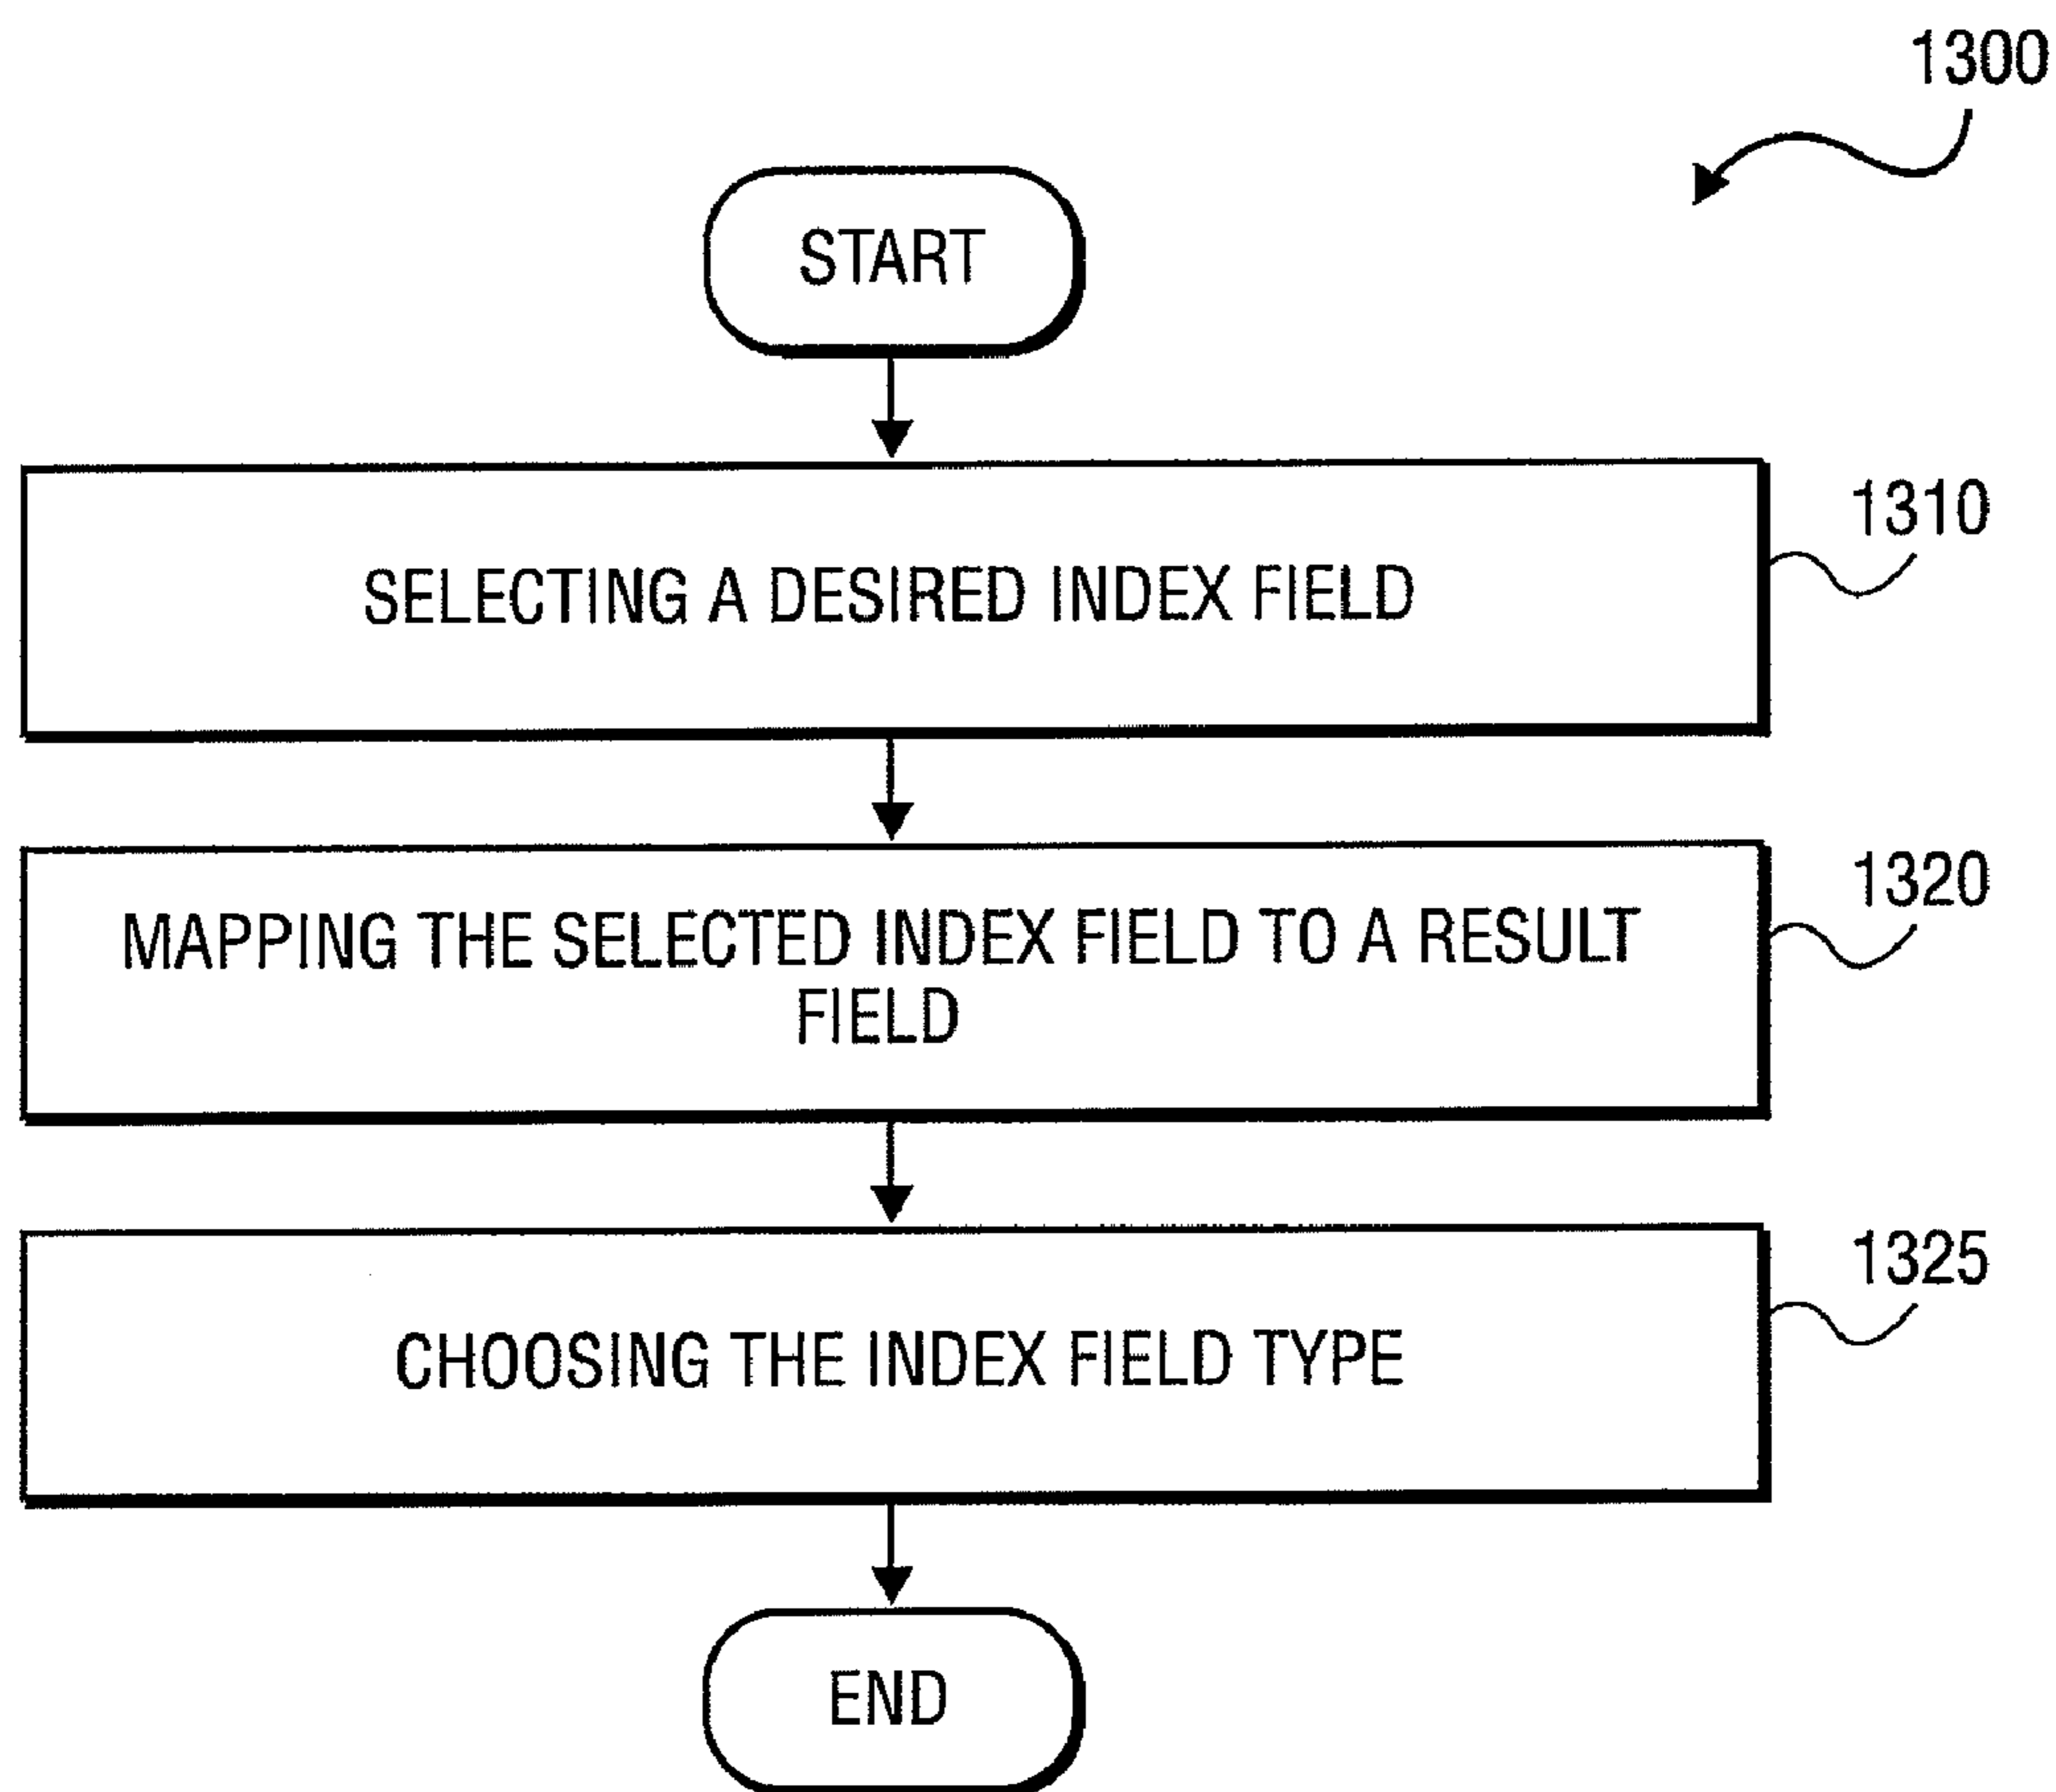 1300
START
SELECTING A DESIRED INDEX FIELD
1310
MAPPING THE SELECTED INDEX FIELD TO A RESULT
FIELD
1320
CHOOSING THE INDEX FIELD TYPE
1325
END